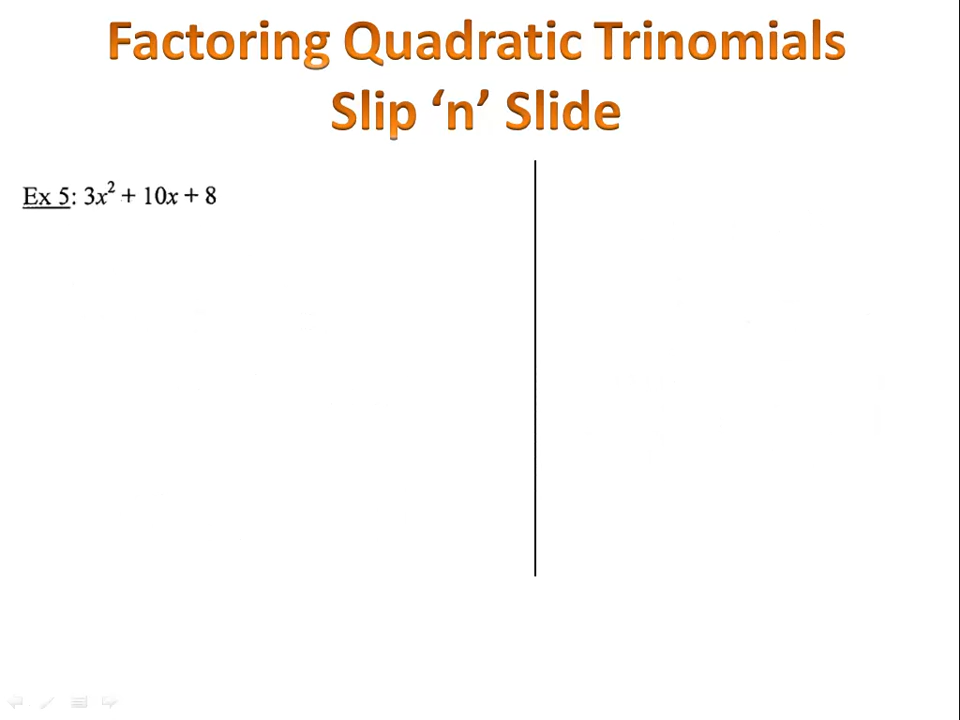 Factoring Quadratic Trinomials
Slip ‘n’ Slide
Ex 5: 3x² + 10x + 8